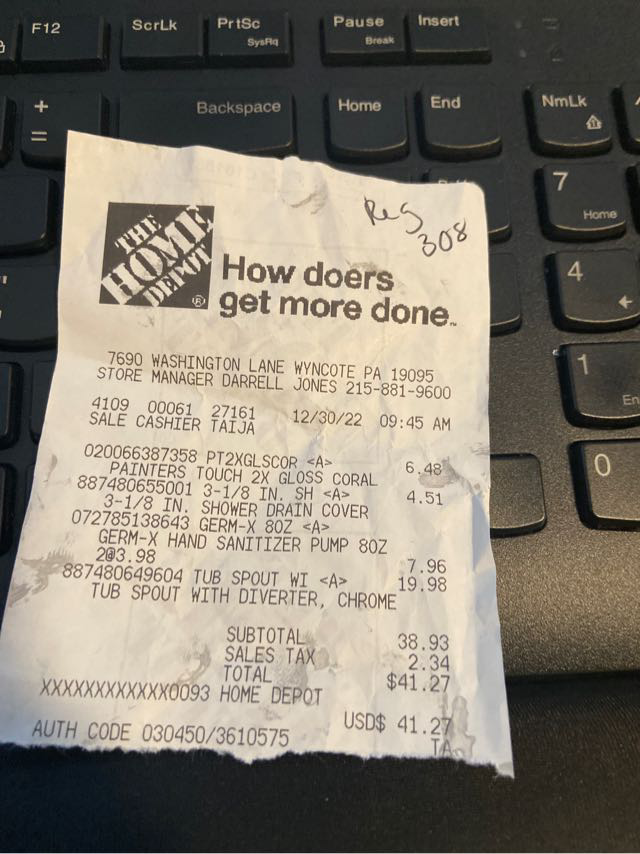 F12
ScrLk
PrtSc
SysRq
Pause
Break
Insert
+
=
Backspace
Home
End
NmLk
7
Home
4
1
En
0
Reg
308
THE
HOME
DEPOT
®
How doers
get more done™
7690 WASHINGTON LANE WYNCOTE PA 19095
STORE MANAGER DARRELL JONES 215-881-9600
4109 00061 27161 12/30/22 09:45 AM
SALE CASHIER TAIJA
020066387358 PT2XGLSCOR <A> 6.48
PAINTERS TOUCH 2X GLOSS CORAL
887480655001 3-1/8 IN. SH <A> 4.51
3-1/8 IN. SHOWER DRAIN COVER
072785138643 GERM-X 8OZ <A>
GERM-X HAND SANITIZER PUMP 8OZ
2@3.98 7.96
887480649604 TUB SPOUT WI <A> 19.98
TUB SPOUT WITH DIVERTER, CHROME
SUBTOTAL 38.93
SALES TAX 2.34
TOTAL $41.27
XXXXXXXXXXXX0093 HOME DEPOT
USD$ 41.27
AUTH CODE 030450/3610575 TA